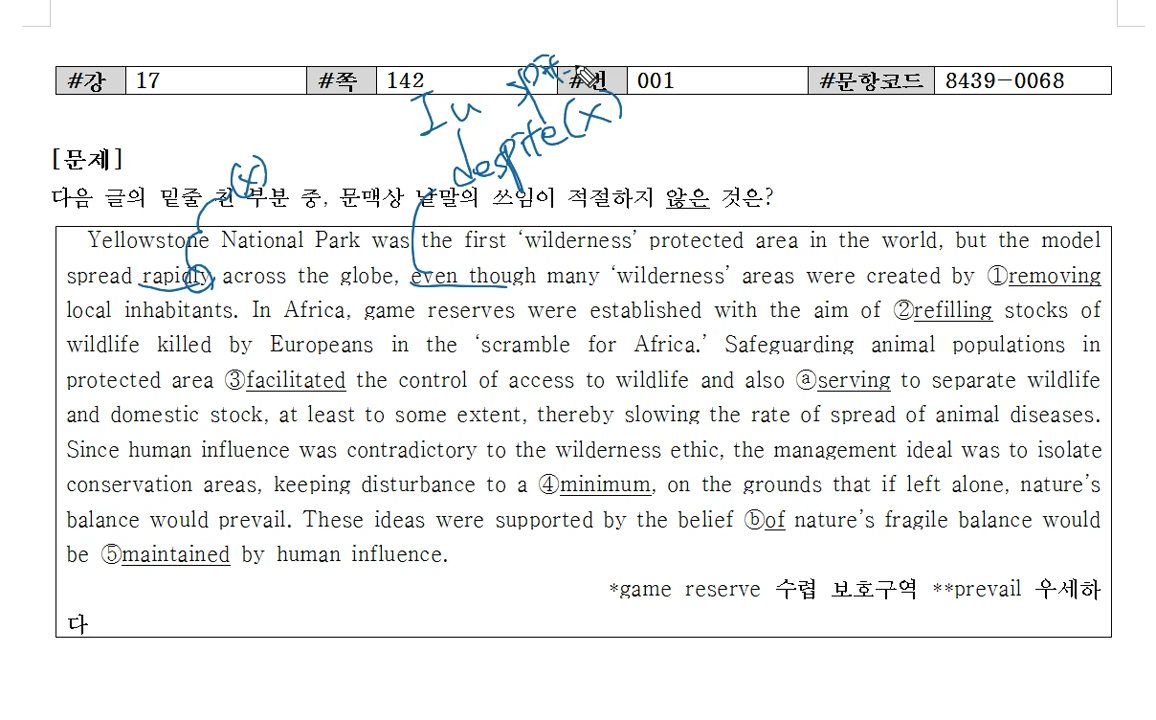 #강 17 #쪽 142 #번 001 #문항코드 8439-0068
In spite
despite(x)
[문제]
(x)
다음 글의 밑줄 친 부분 중, 문맥상 낱말의 쓰임이 적절하지 않은 것은?
Yellowstone National Park was the first ‘wilderness’ protected area in the world, but the model
spread rapidly across the globe, even though many ‘wilderness’ areas were created by ①removing
local inhabitants. In Africa, game reserves were established with the aim of ②refilling stocks of
wildlife killed by Europeans in the ‘scramble for Africa.’ Safeguarding animal populations in
protected area ③facilitated the control of access to wildlife and also ⓐserving to separate wildlife
and domestic stock, at least to some extent, thereby slowing the rate of spread of animal diseases.
Since human influence was contradictory to the wilderness ethic, the management ideal was to isolate
conservation areas, keeping disturbance to a ④minimum, on the grounds that if left alone, nature’s
balance would prevail. These ideas were supported by the belief ⓑof nature’s fragile balance would
be ⑤maintained by human influence.
*game reserve 수렵 보호구역 **prevail 우세하
다